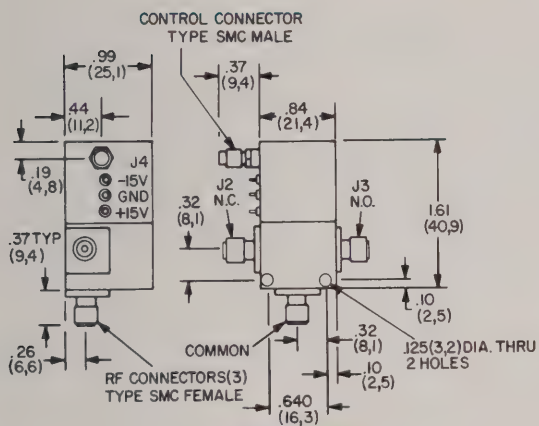 CONTROL CONNECTOR
TYPE SMC MALE
.99
(25,1)
.37
(9,4)
.44
(11,2)
.84
(21,4)
J4
-15V
GND
+15V
.19
(4,8)
.32
(8,1)
J2
N.C.
J3
N.O.
1.61
(40,9)
.37 TYP
(9,4)
.10
(2,5)
.26
(6,6)
COMMON
.32
(8,1)
.125(3,2)DIA. THRU
2 HOLES
RF CONNECTORS(3)
TYPE SMC FEMALE
.10
(2,5)
.640
(16,3)